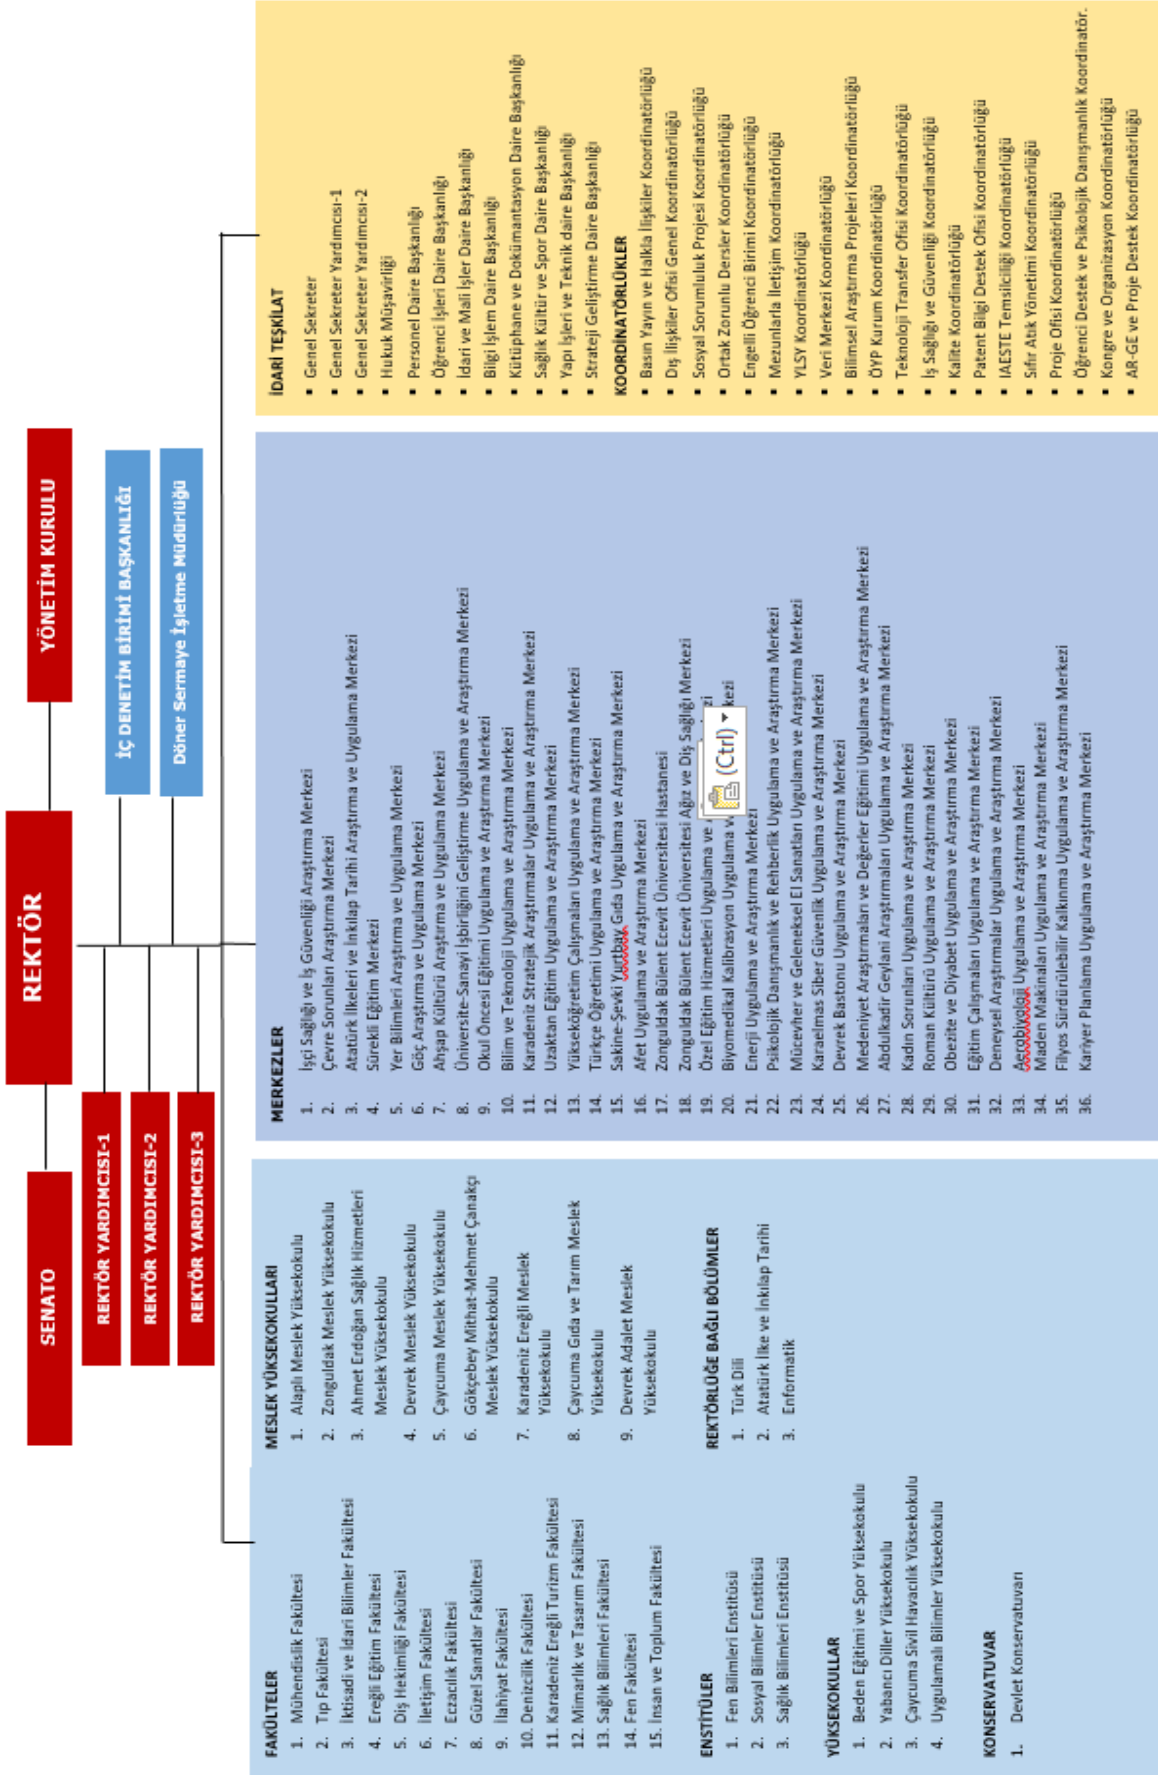 SENATO
REKTÖR
YÖNETİM KURULU
REKTÖR YARDIMCISI-1
REKTÖR YARDIMCISI-2
REKTÖR YARDIMCISI-3
İÇ DENETİM BİRİMİ BAŞKANLIĞI
Döner Sermaye İşletme Müdürlüğü
FAKÜLTELER
1. Mühendislik Fakültesi
2. Tıp Fakültesi
3. İktisadi ve İdari Bilimler Fakültesi
4. Ereğli Eğitim Fakültesi
5. Diş Hekimliği Fakültesi
6. İletişim Fakültesi
7. Eczacılık Fakültesi
8. Güzel Sanatlar Fakültesi
9. İlahiyat Fakültesi
10. Denizcilik Fakültesi
11. Karadeniz Ereğli Turizm Fakültesi
12. Mimarlık ve Tasarım Fakültesi
13. Sağlık Bilimleri Fakültesi
14. Fen Fakültesi
15. İnsan ve Toplum Fakültesi
ENSTİTÜLER
1. Fen Bilimleri Enstitüsü
2. Sosyal Bilimler Enstitüsü
3. Sağlık Bilimleri Enstitüsü
YÜKSEKOKULLAR
1. Beden Eğitimi ve Spor Yüksekokulu
2. Yabancı Diller Yüksekokulu
3. Çaycuma Sivil Havacılık Yüksekokulu
4. Uygulamalı Bilimler Yüksekokulu
KONSERVATUVAR
1. Devlet Konservatuvarı
MESLEK YÜKSEKOKULLARI
1. Alaplı Meslek Yüksekokulu
2. Zonguldak Meslek Yüksekokulu
3. Ahmet Erdoğan Sağlık Hizmetleri
Meslek Yüksekokulu
4. Devrek Meslek Yüksekokulu
5. Çaycuma Meslek Yüksekokulu
6. Gökçebey Mithat-Mehmet Çanakçı
Meslek Yüksekokulu
7. Karadeniz Ereğli Meslek
Yüksekokulu
8. Çaycuma Gıda ve Tarım Meslek
Yüksekokulu
9. Devrek Adalet Meslek
Yüksekokulu
REKTÖRLÜĞE BAĞLI BÖLÜMLER
1. Türk Dili
2. Atatürk İlke ve İnkılap Tarihi
3. Enformatik
MERKEZLER
1. İşçi Sağlığı ve İş Güvenliği Araştırma Merkezi
2. Çevre Sorunları Araştırma Merkezi
3. Atatürk İlkeleri ve İnkılap Tarihi Araştırma ve Uygulama Merkezi
4. Sürekli Eğitim Merkezi
5. Yer Bilimleri Araştırma ve Uygulama Merkezi
6. Göç Araştırma ve Uygulama Merkezi
7. Ahşap Kültürü Araştırma ve Uygulama Merkezi
8. Üniversite-Sanayi İşbirliğini Geliştirme Uygulama ve Araştırma Merkezi
9. Okul Öncesi Eğitimi Uygulama ve Araştırma Merkezi
10. Bilim ve Teknoloji Uygulama ve Araştırma Merkezi
11. Karadeniz Stratejik Araştırmalar Uygulama ve Araştırma Merkezi
12. Uzaktan Eğitim Uygulama ve Araştırma Merkezi
13. Yükseköğretim Çalışmaları Uygulama ve Araştırma Merkezi
14. Türkçe Öğretimi Uygulama ve Araştırma Merkezi
15. Sakine-Şevki Yurtbay Gıda Uygulama ve Araştırma Merkezi
16. Afet Uygulama ve Araştırma Merkezi
17. Zonguldak Bülent Ecevit Üniversitesi Hastanesi
18. Zonguldak Bülent Ecevit Üniversitesi Ağız ve Diş Sağlığı Merkezi
19. Özel Eğitim Hizmetleri Uygulama ve
20. Biyomedikal Kalibrasyon Uygulama
(Ctrl)
21. Enerji Uygulama ve Araştırma Merkezi
22. Psikolojik Danışmanlık ve Rehberlik Uygulama ve Araştırma Merkezi
23. Mücevher ve Geleneksel El Sanatları Uygulama ve Araştırma Merkezi
24. Karaelmas Siber Güvenlik Uygulama ve Araştırma Merkezi
25. Devrek Bastonu Uygulama ve Araştırma Merkezi
26. Medeniyet Araştırmaları ve Değerler Eğitimi Uygulama ve Araştırma Merkezi
27. Abdulkadir Geylani Araştırmaları Uygulama ve Araştırma Merkezi
28. Kadın Sorunları Uygulama ve Araştırma Merkezi
29. Roman Kültürü Uygulama ve Araştırma Merkezi
30. Obezite ve Diyabet Uygulama ve Araştırma Merkezi
31. Eğitim Çalışmaları Uygulama ve Araştırma Merkezi
32. Deneysel Araştırmalar Uygulama ve Araştırma Merkezi
33. Aerobiyoloji Uygulama ve Araştırma Merkezi
34. Maden Makinaları Uygulama ve Araştırma Merkezi
35. Filyos Sürdürülebilir Kalkınma Uygulama ve Araştırma Merkezi
36. Kariyer Planlama Uygulama ve Araştırma Merkezi
İDARİ TEŞKİLAT
▪ Genel Sekreter
▪ Genel Sekreter Yardımcısı-1
▪ Genel Sekreter Yardımcısı-2
▪ Hukuk Müşavirliği
▪ Personel Daire Başkanlığı
▪ Öğrenci İşleri Daire Başkanlığı
▪ İdari ve Mali İşler Daire Başkanlığı
▪ Bilgi İşlem Daire Başkanlığı
▪ Kütüphane ve Dokümantasyon Daire Başkanlığı
▪ Sağlık Kültür ve Spor Daire Başkanlığı
▪ Yapı İşleri ve Teknik daire Başkanlığı
▪ Strateji Geliştirme Daire Başkanlığı
KOORDİNATÖRLÜKLER
▪ Basın Yayın ve Halkla İlişkiler Koordinatörlüğü
▪ Dış İlişkiler Ofisi Genel Koordinatörlüğü
▪ Sosyal Sorumluluk Projesi Koordinatörlüğü
▪ Ortak Zorunlu Dersler Koordinatörlüğü
▪ Engelli Öğrenci Birimi Koordinatörlüğü
▪ Mezunlarla İletişim Koordinatörlüğü
▪ YLSY Koordinatörlüğü
▪ Veri Merkezi Koordinatörlüğü
▪ Bilimsel Araştırma Projeleri Koordinatörlüğü
▪ ÖYP Kurum Koordinatörlüğü
▪ Teknoloji Transfer Ofisi Koordinatörlüğü
▪ İş Sağlığı ve Güvenliği Koordinatörlüğü
▪ Kalite Koordinatörlüğü
▪ Patent Bilgi Destek Ofisi Koordinatörlüğü
▪ IAESTE Temsilciliği Koordinatörlüğü
▪ Sıfır Atık Yönetimi Koordinatörlüğü
▪ Proje Ofisi Koordinatörlüğü
▪ Öğrenci Destek ve Psikolojik Danışmanlık Koordinatör.
▪ Kongre ve Organizasyon Koordinatörlüğü
▪ AR-GE ve Proje Destek Koordinatörlüğü